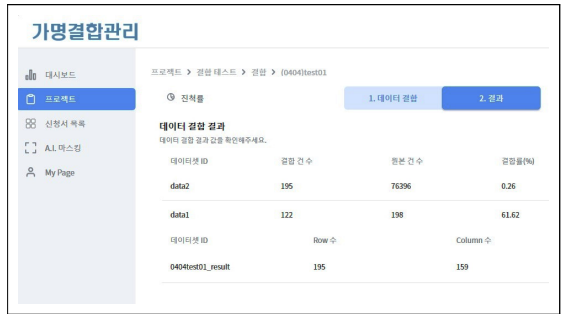 가명결합관리
대시보드
프로젝트
신청서 목록
A.I. 마스킹
My Page
프로젝트 > 결합 테스트 > 결합 > (0404)test01
진척률
1. 데이터 결합
2. 결과
데이터 결합 결과
데이터 결합 결과 값을 확인해주세요.
데이터셋 ID 결합 건 수 원본 건 수 결합률(%)
data2 195 76396 0.26
data1 122 198 61.62
데이터셋 ID Row 수 Column 수
0404test01_result 195 159